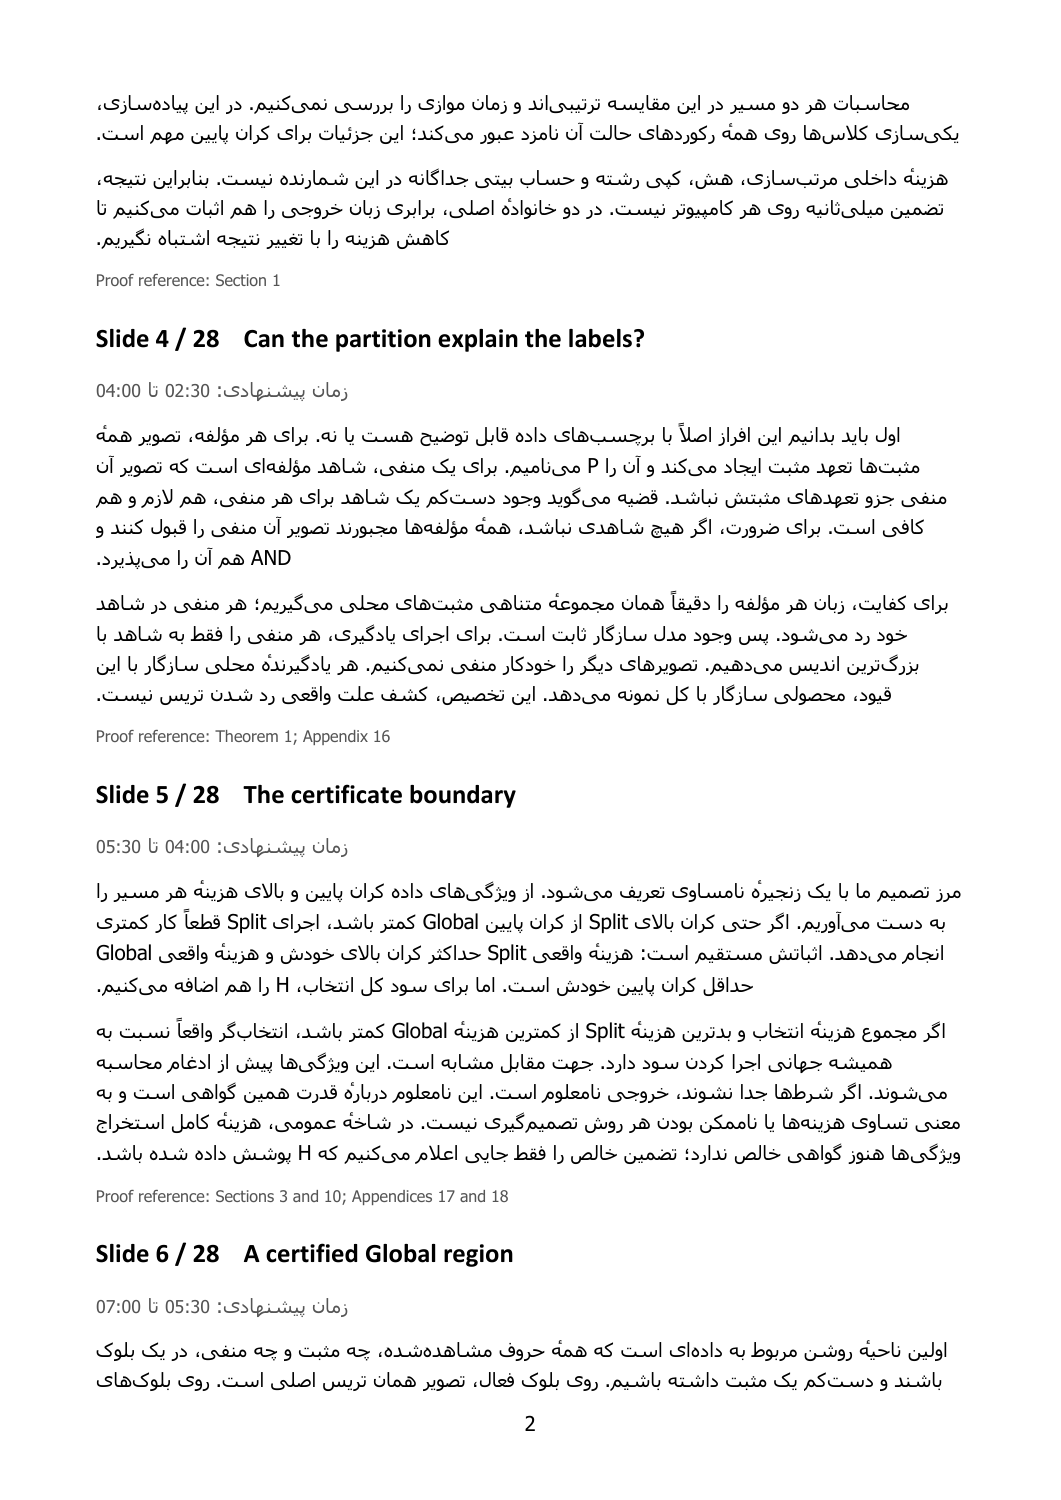 محاسبات هر دو مسیر در این مقایسه ترتیبی‌اند و زمان موازی را بررسی نمی‌کنیم. در این پیاده‌سازی،
یکی‌سازی کلاس‌ها روی همهٔ رکوردهای حالت آن نامزد عبور می‌کند؛ این جزئیات برای کران پایین مهم است.
هزینهٔ داخلی مرتب‌سازی، هش، کپی رشته و حساب بیتی جداگانه در این شمارنده نیست. بنابراین نتیجه،
تضمین میلی‌ثانیه روی هر کامپیوتر نیست. در دو خانوادهٔ اصلی، برابری زبان خروجی را هم اثبات می‌کنیم تا
کاهش هزینه را با تغییر نتیجه اشتباه نگیریم.
Proof reference: Section 1
Slide 4 / 28 Can the partition explain the labels?
زمان پیشنهادی: 02:30 تا 04:00
اول باید بدانیم این افراز اصلاً با برچسب‌های داده قابل توضیح هست یا نه. برای هر مؤلفه، تصویر همهٔ
مثبت‌ها تعهد مثبت ایجاد می‌کند و آن را P می‌نامیم. برای یک منفی، شاهد مؤلفه‌ای است که تصویر آن
منفی جزو تعهدهای مثبتش نباشد. قضیه می‌گوید وجود دست‌کم یک شاهد برای هر منفی، هم لازم و هم
کافی است. برای ضرورت، اگر هیچ شاهدی نباشد، همهٔ مؤلفه‌ها مجبورند تصویر آن منفی را قبول کنند و
AND هم آن را می‌پذیرد.
برای کفایت، زبان هر مؤلفه را دقیقاً همان مجموعهٔ متناهی مثبت‌های محلی می‌گیریم؛ هر منفی در شاهد
خود رد می‌شود. پس وجود مدل سازگار ثابت است. برای اجرای یادگیری، هر منفی را فقط به شاهد با
بزرگ‌ترین اندیس می‌دهیم. تصویرهای دیگر را خودکار منفی نمی‌کنیم. هر یادگیرندهٔ محلی سازگار با این
قیود، محصولی سازگار با کل نمونه می‌دهد. این تخصیص، کشف علت واقعی رد شدن تریس نیست.
Proof reference: Theorem 1; Appendix 16
Slide 5 / 28 The certificate boundary
زمان پیشنهادی: 04:00 تا 05:30
مرز تصمیم ما با یک زنجیرهٔ نامساوی تعریف می‌شود. از ویژگی‌های داده کران پایین و بالای هزینهٔ هر مسیر را
به دست می‌آوریم. اگر حتی کران بالای Split از کران پایین Global کمتر باشد، اجرای Split قطعاً کار کمتری
انجام می‌دهد. اثباتش مستقیم است: هزینهٔ واقعی Split حداکثر کران بالای خودش و هزینهٔ واقعی Global
حداقل کران پایین خودش است. اما برای سود کل انتخاب، H را هم اضافه می‌کنیم.
اگر مجموع هزینهٔ انتخاب و بدترین هزینهٔ Split از کمترین هزینهٔ Global کمتر باشد، انتخاب‌گر واقعاً نسبت به
همیشه جهانی اجرا کردن سود دارد. جهت مقابل مشابه است. این ویژگی‌ها پیش از ادغام محاسبه
می‌شوند. اگر شرط‌ها جدا نشوند، خروجی نامعلوم است. این نامعلوم دربارهٔ قدرت همین گواهی است و به
معنی تساوی هزینه‌ها یا ناممکن بودن هر روش تصمیم‌گیری نیست. در شاخهٔ عمومی، هزینهٔ کامل استخراج
ویژگی‌ها هنوز گواهی خالص ندارد؛ تضمین خالص را فقط جایی اعلام می‌کنیم که H پوشش داده شده باشد.
Proof reference: Sections 3 and 10; Appendices 17 and 18
Slide 6 / 28 A certified Global region
زمان پیشنهادی: 05:30 تا 07:00
اولین ناحیهٔ روشن مربوط به داده‌ای است که همهٔ حروف مشاهده‌شده، چه مثبت و چه منفی، در یک بلوک
باشند و دست‌کم یک مثبت داشته باشیم. روی بلوک فعال، تصویر همان تریس اصلی است. روی بلوک‌های
2